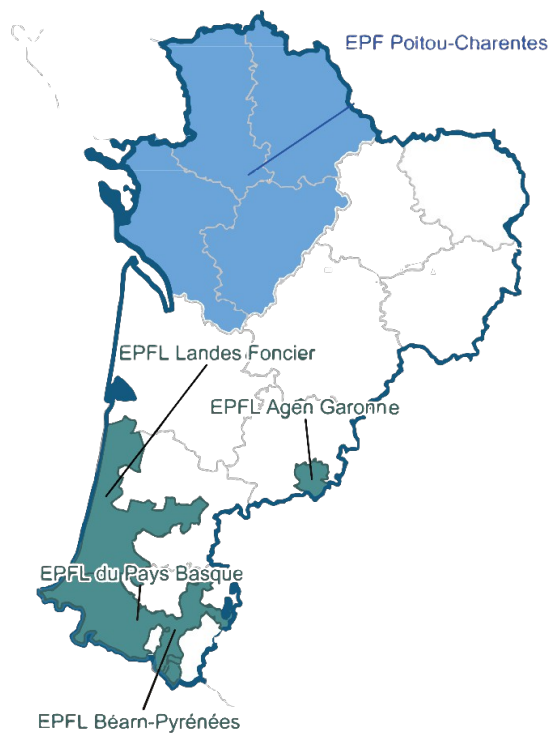 EPF Poitou-Charentes
EPFL Landes Foncier
EPFL Agen Garonne
EPFL du Pays Basque
EPFL Béarn-Pyrénées